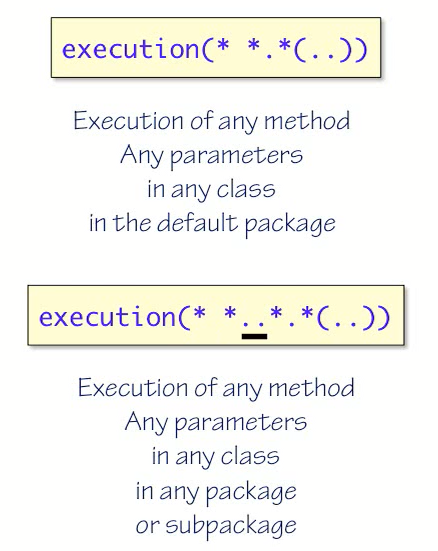 execution(* *.*(..))
Execution of any method
Any parameters
in any class
in the default package
execution(* *..*.*(..))
Execution of any method
Any parameters
in any class
in any package
or subpackage